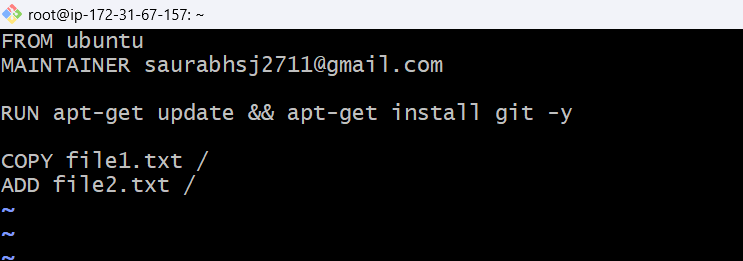 root@ip-172-31-67-157: ~
FROM ubuntu
MAINTAINER saurabhsj2711@gmail.com
RUN apt-get update && apt-get install git -y
COPY file1.txt /
ADD file2.txt /
~
~
~